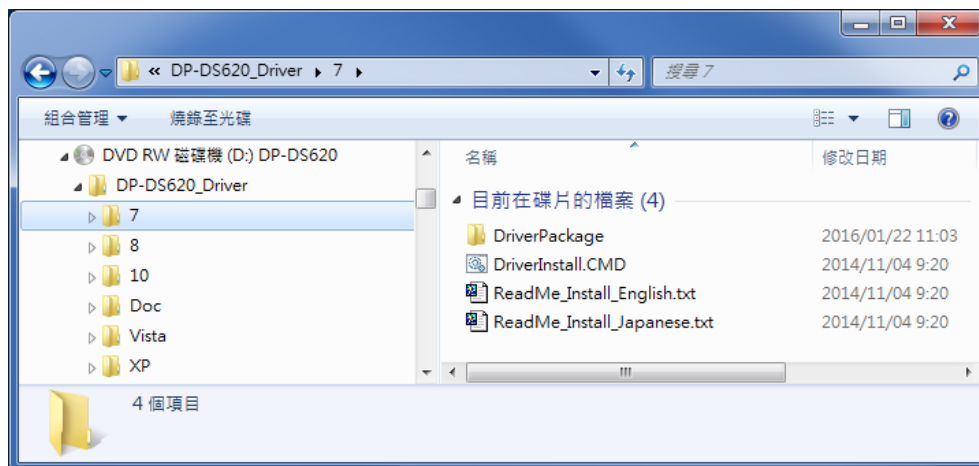 « DP-DS620_Driver ▸ 7 ▸
搜尋 7
組合管理 ▼ 燒錄至光碟
DVD RW 磁碟機 (D:) DP-DS620
DP-DS620_Driver
7
8
10
Doc
Vista
XP
名稱 修改日期
目前在碟片的檔案 (4)
DriverPackage 2016/01/22 11:03
DriverInstall.CMD 2014/11/04 9:20
ReadMe_Install_English.txt 2014/11/04 9:20
ReadMe_Install_Japanese.txt 2014/11/04 9:20
4 個項目